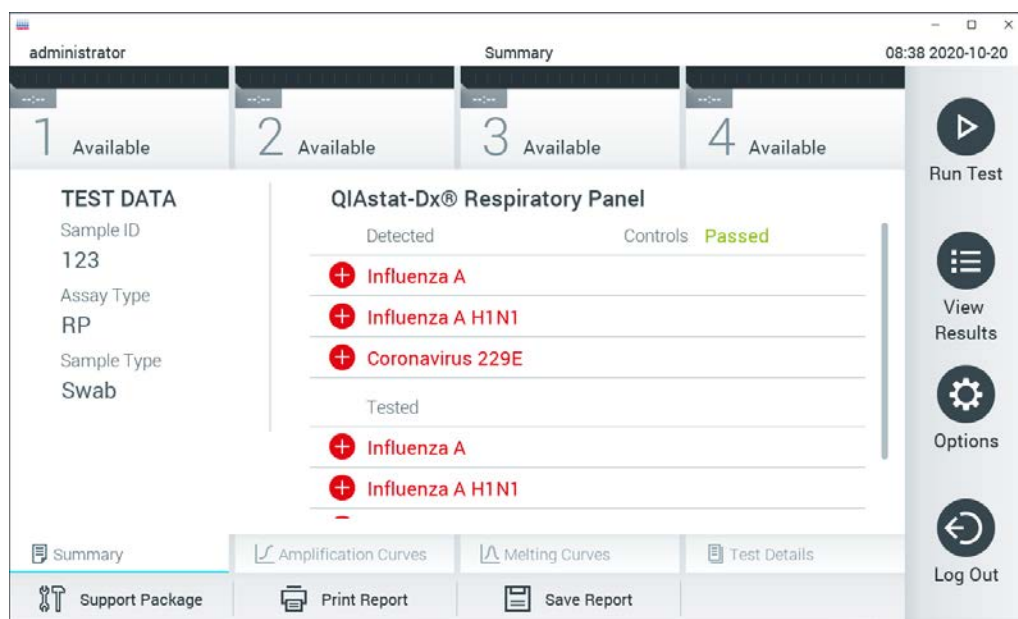 administrator Summary 08:38 2020-10-20
--:-- --:-- --:-- --:--
1 Available 2 Available 3 Available 4 Available
Run Test
TEST DATA
Sample ID
123
Assay Type
RP
Sample Type
Swab
QIAstat-Dx® Respiratory Panel
Detected Controls Passed
Influenza A
Influenza A H1N1
Coronavirus 229E
Tested
Influenza A
Influenza A H1N1
View
Results
Options
Log Out
Summary Amplification Curves Melting Curves Test Details
Support Package Print Report Save Report